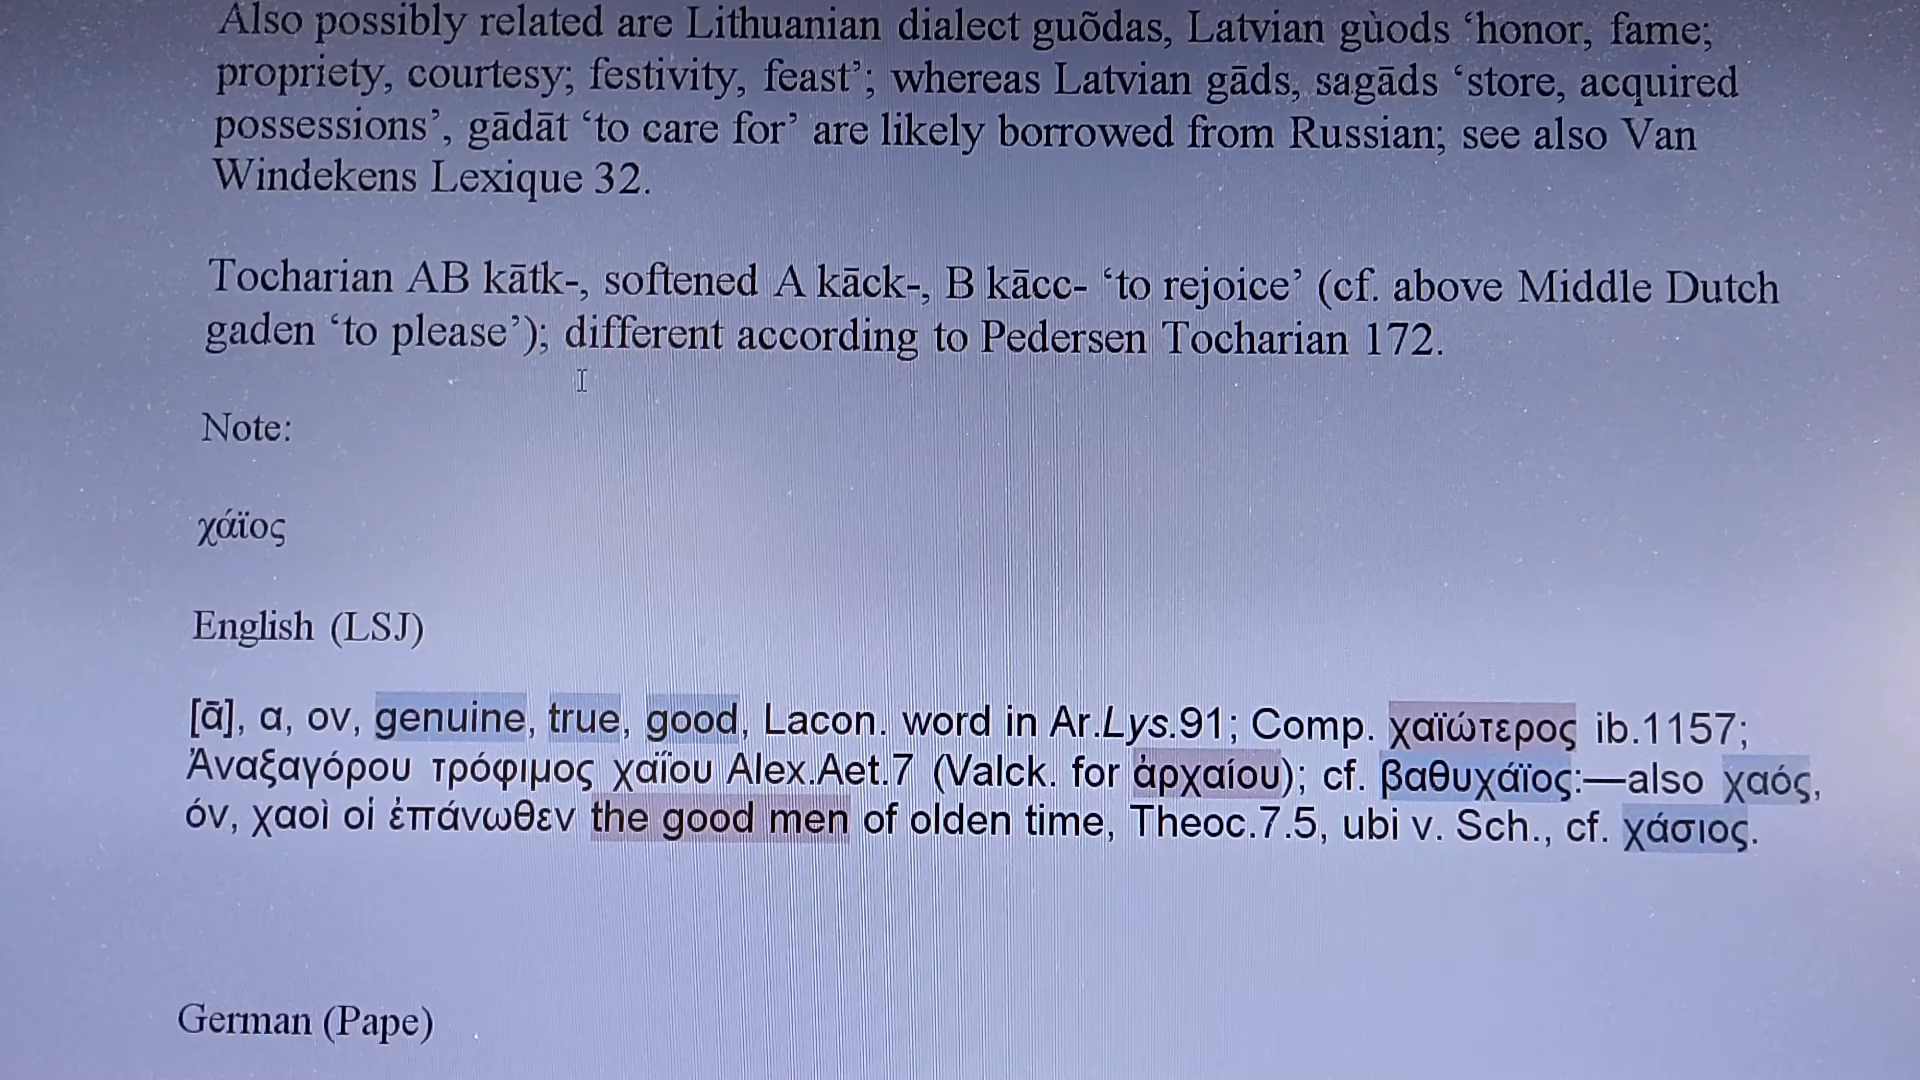 Also possibly related are Lithuanian dialect guõdas, Latvian gùods ‘honor, fame;
propriety, courtesy; festivity, feast’; whereas Latvian gāds, sagāds ‘store, acquired
possessions’, gādāt ‘to care for’ are likely borrowed from Russian; see also Van
Windekens Lexique 32.
Tocharian AB kātk-, softened A kāck-, B kācc- ‘to rejoice’ (cf. above Middle Dutch
gaden ‘to please’); different according to Pedersen Tocharian 172.
Note:
χάϊος
English (LSJ)
[ᾱ], α, ον, genuine, true, good, Lacon. word in Ar.Lys.91; Comp. χαϊώτερος ib.1157;
Ἀναξαγόρου τρόφιμος χαΐου Alex.Aet.7 (Valck. for ἀρχαίου); cf. βαθυχάϊος:—also χαός,
όν, χαοὶ οἱ ἐπάνωθεν the good men of olden time, Theoc.7.5, ubi v. Sch., cf. χάσιος.
German (Pape)